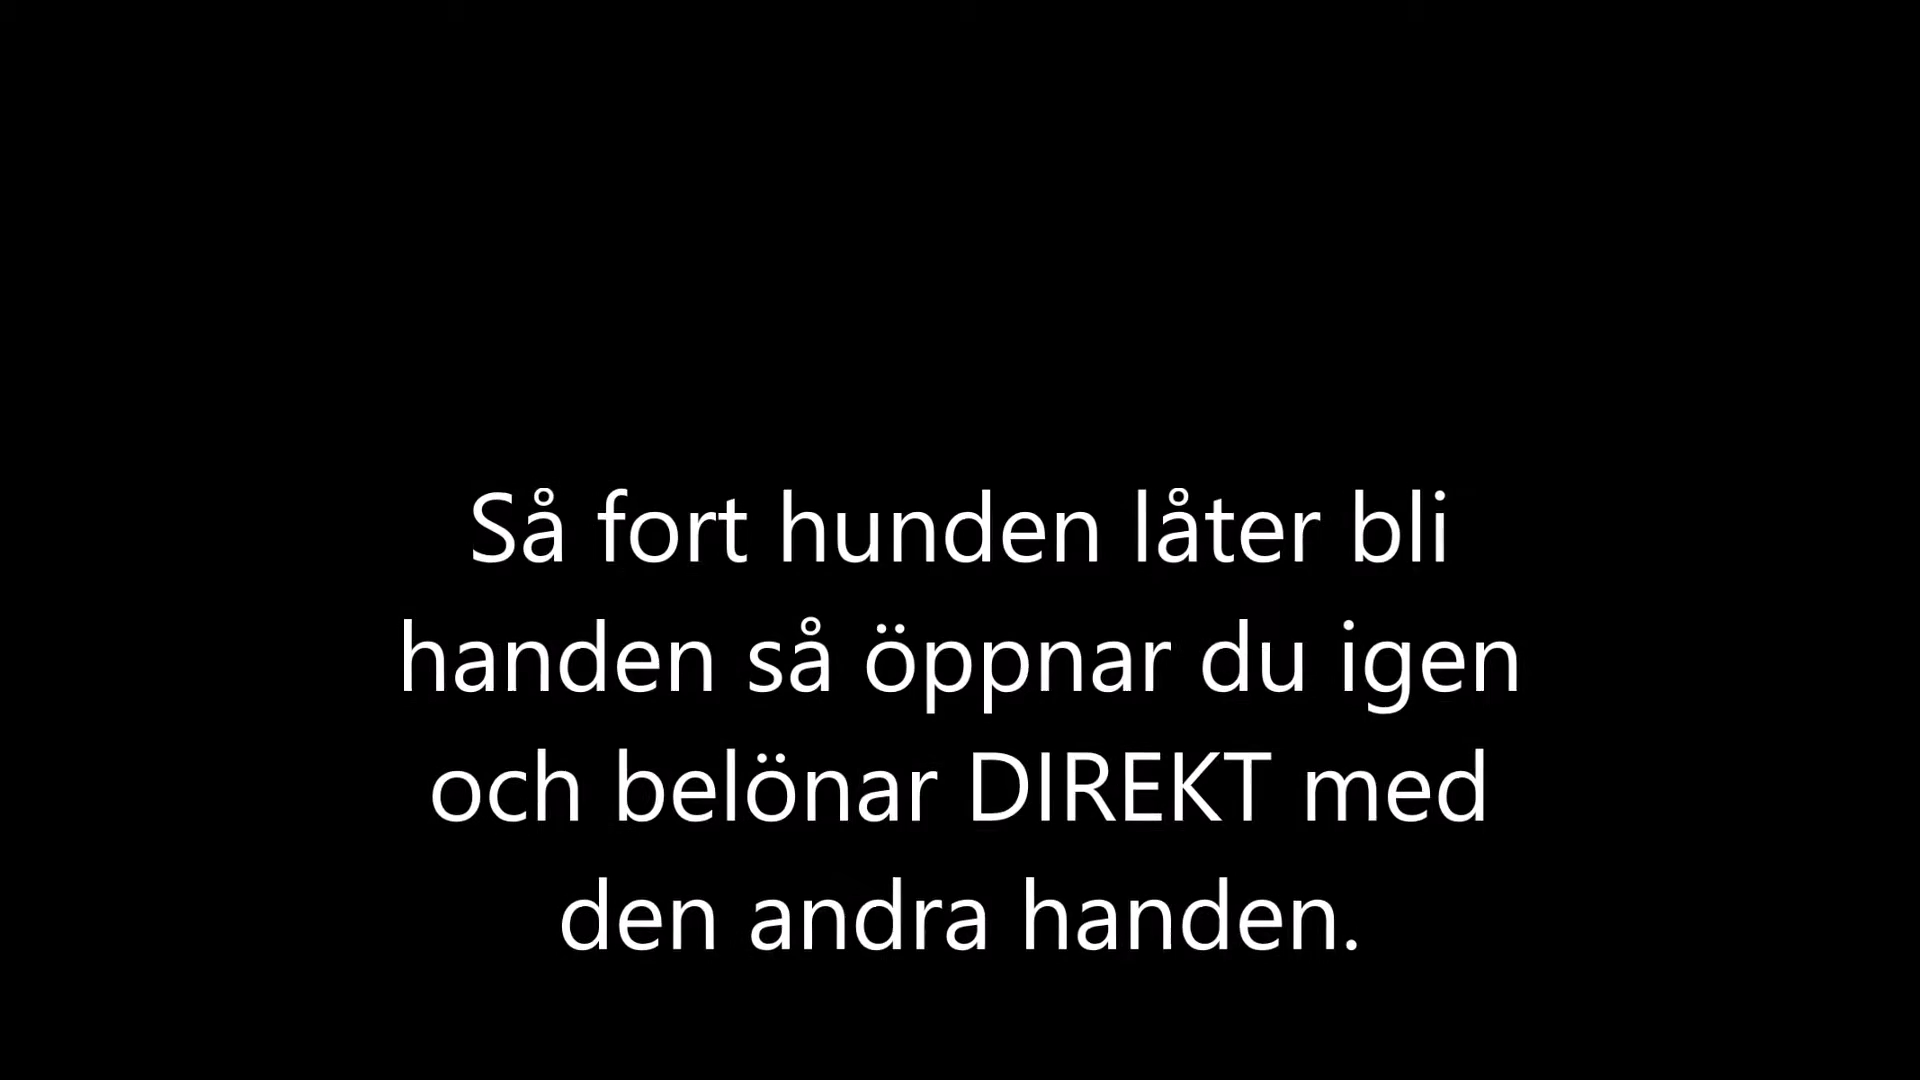 Så fort hunden låter bli
handen så öppnar du igen
och belönar DIREKT med
den andra handen.